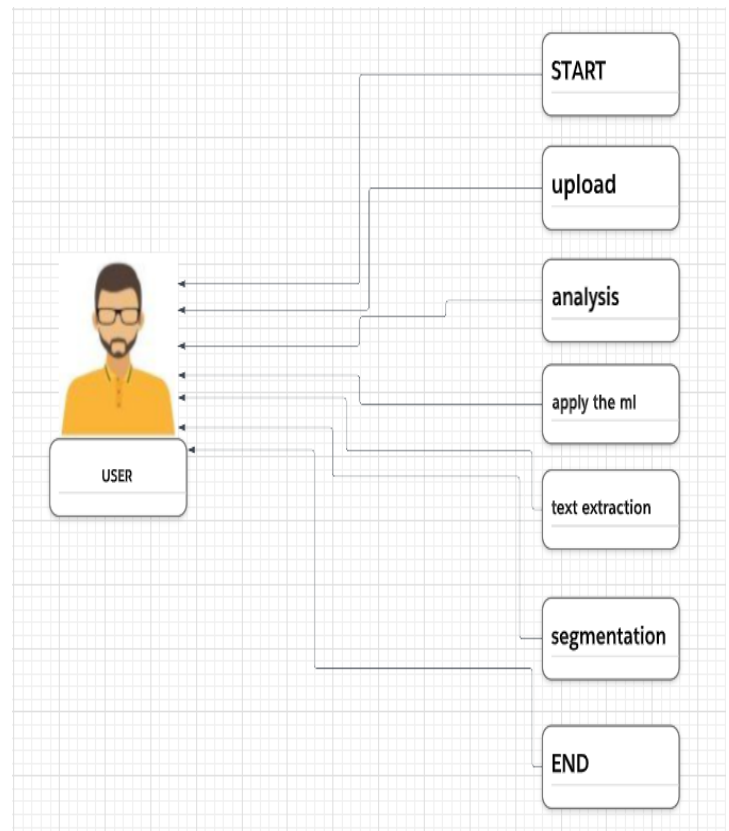 START
upload
analysis
apply the ml
USER
text extraction
segmentation
END